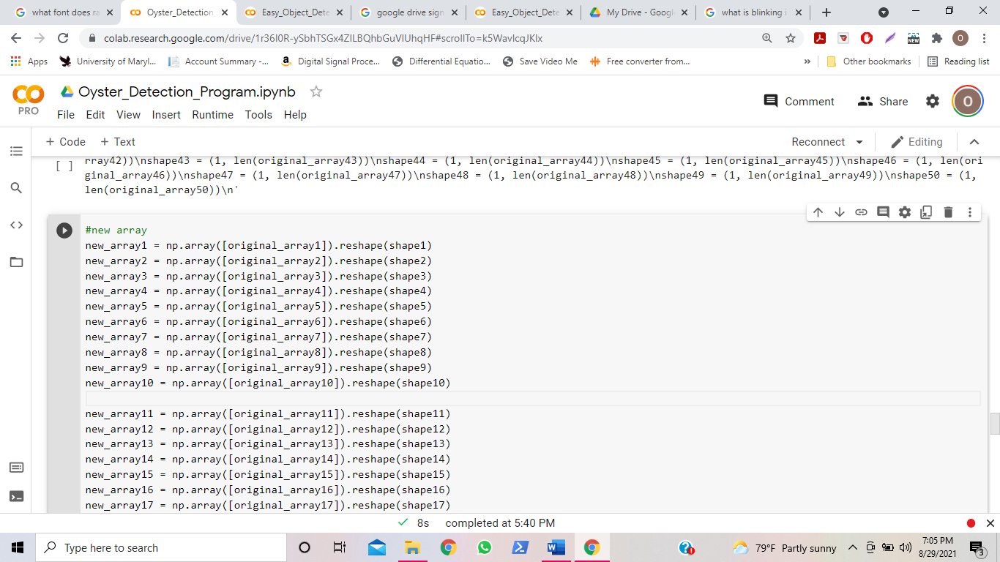 what font does ra
Oyster_Detection
Easy_Object_Dete
google drive sign
Easy_Object_Dete
My Drive - Googl
what is blinking i
colab.research.google.com/drive/
Apps
University of Maryl...
Account Summary -...
Digital Signal Proce...
Differential Equatio...
Save Video Me
Free converter from...
»
Other bookmarks
Reading list
NEW
O
PRO
Oyster_Detection_Program.ipynb
File Edit View Insert Runtime Tools Help
Comment
Share
O
+ Code + Text
Reconnect
Editing
[ ]
rray42))\nshape43 = (1, len(original_array43))\nshape44 = (1, len(original_array44))\nshape45 = (1, len(original_array45))\nshape46 = (1, len(ori
ginal_array46))\nshape47 = (1, len(original_array47))\nshape48 = (1, len(original_array48))\nshape49 = (1, len(original_array49))\nshape50 = (1,
len(original_array50))\n'
#new array
new_array1 = np.array([original_array1]).reshape(shape1)
new_array2 = np.array([original_array2]).reshape(shape2)
new_array3 = np.array([original_array3]).reshape(shape3)
new_array4 = np.array([original_array4]).reshape(shape4)
new_array5 = np.array([original_array5]).reshape(shape5)
new_array6 = np.array([original_array6]).reshape(shape6)
new_array7 = np.array([original_array7]).reshape(shape7)
new_array8 = np.array([original_array8]).reshape(shape8)
new_array9 = np.array([original_array9]).reshape(shape9)
new_array10 = np.array([original_array10]).reshape(shape10)
new_array11 = np.array([original_array11]).reshape(shape11)
new_array12 = np.array([original_array12]).reshape(shape12)
new_array13 = np.array([original_array13]).reshape(shape13)
new_array14 = np.array([original_array14]).reshape(shape14)
new_array15 = np.array([original_array15]).reshape(shape15)
new_array16 = np.array([original_array16]).reshape(shape16)
new_array17 = np.array([original_array17]).reshape(shape17)
8s completed at 5:40 PM
Type here to search
79°F Partly sunny
7:05 PM
8/29/2021
3